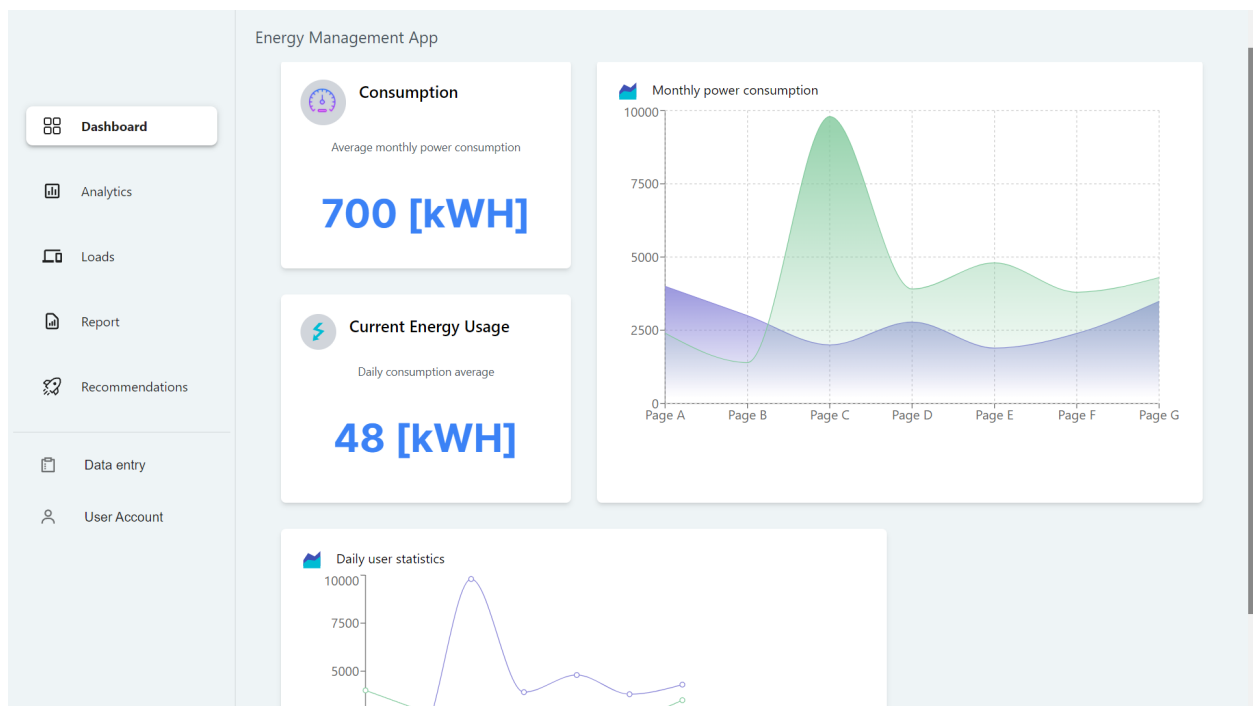 Energy Management App
Dashboard
Analytics
Loads
Report
Recommendations
Data entry
User Account
Consumption
Average monthly power consumption
700 [kWH]
Current Energy Usage
Daily consumption average
48 [kWH]
Monthly power consumption
10000
7500
5000
2500
0
Page A Page B Page C Page D Page E Page F Page G
Daily user statistics
10000
7500
5000